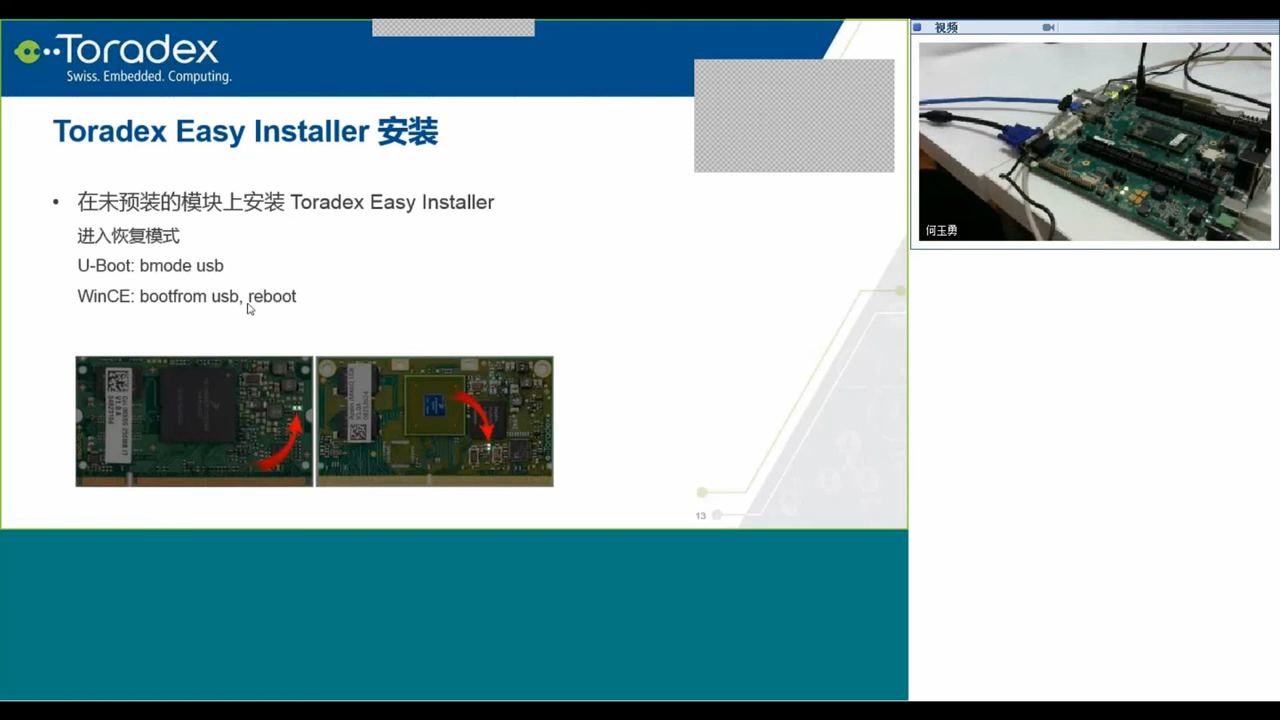 Toradex
Swiss. Embedded. Computing.
Toradex Easy Installer 安装
• 在未预装的模块上安装 Toradex Easy Installer
进入恢复模式
U-Boot: bmode usb
WinCE: bootfrom usb, reboot
13
视频
何玉勇